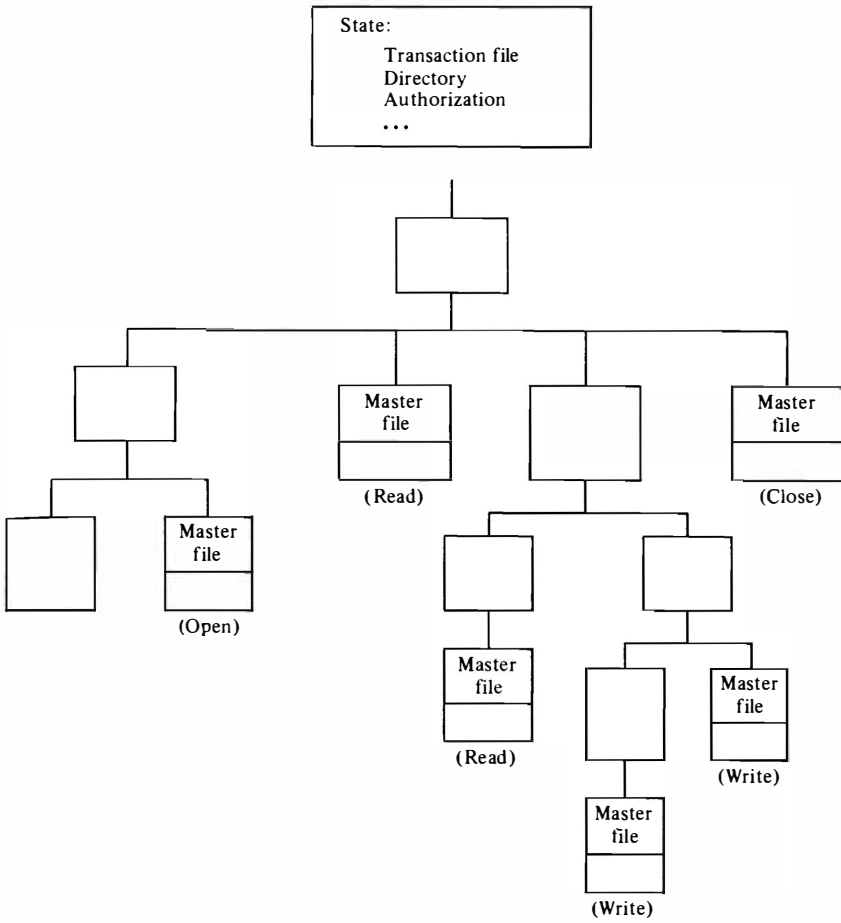 State:
Transaction file
Directory
Authorization
...
Master
file
(Read)
Master
file
(Close)
Master
file
(Open)
Master
file
(Read)
Master
file
(Write)
Master
file
(Write)